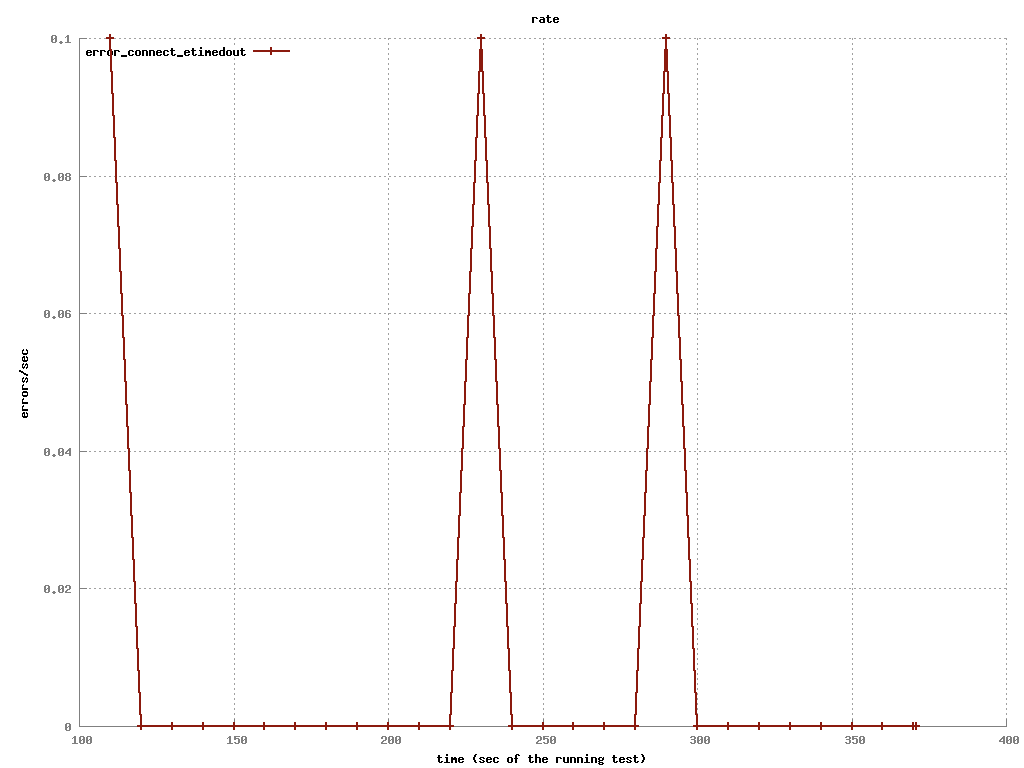 rate
error_connect_etimedout
0.1
0.08
0.06
0.04
0.02
0
errors/sec
100 150 200 250 300 350 400
time (sec of the running test)